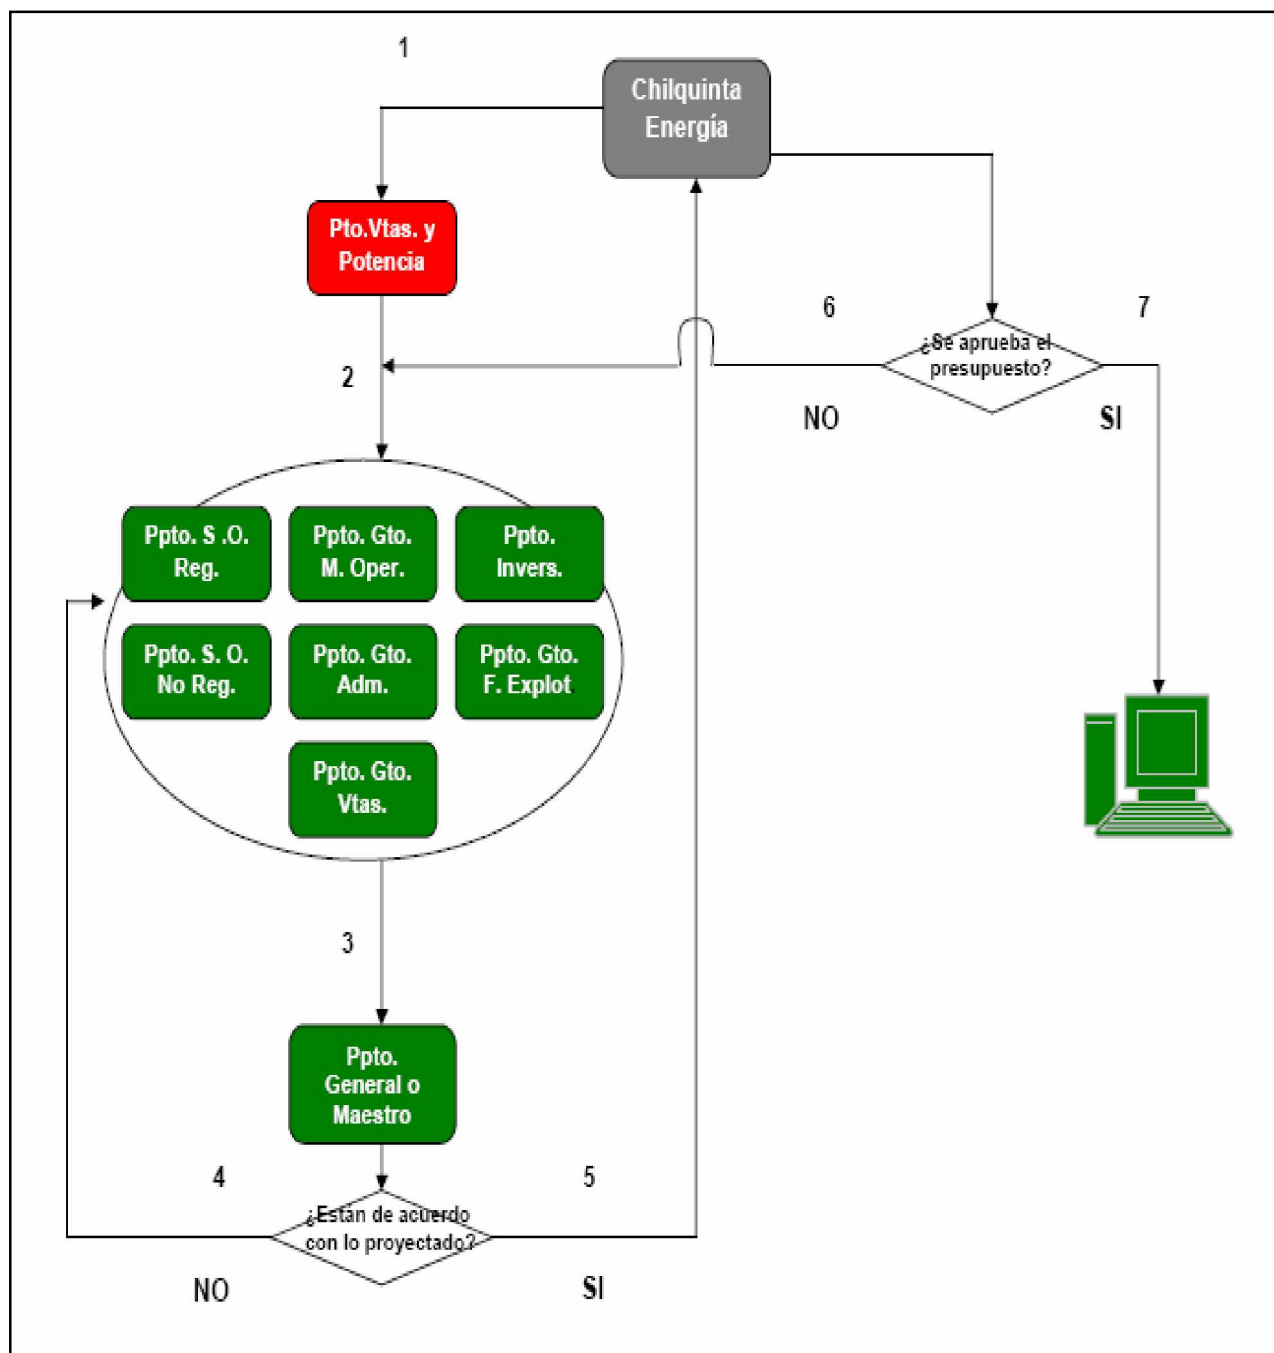 1
Chilquinta
Energía
Pto.Vtas. y
Potencia
6
7
¿Se aprueba el
presupuesto?
2
NO
SI
Ppto. S .O.
Reg.
Ppto. Gto.
M. Oper.
Ppto.
Invers.
Ppto. S. O.
No Reg.
Ppto. Gto.
Adm.
Ppto. Gto.
F. Explot
Ppto. Gto.
Vtas.
3
Ppto.
General o
Maestro
4
5
¿Están de acuerdo
con lo proyectado?
NO
SI